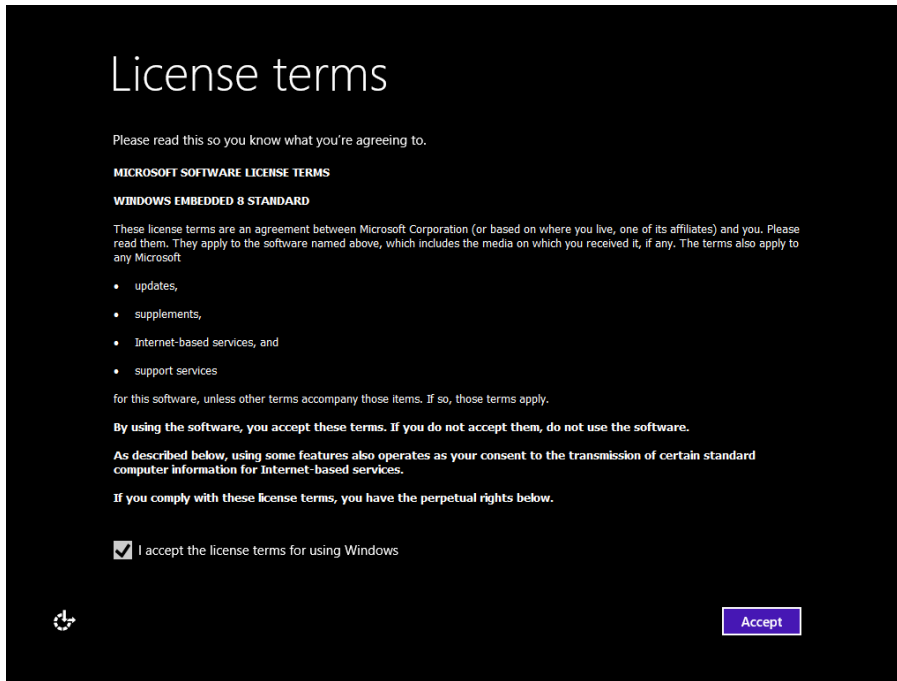 License terms
Please read this so you know what you're agreeing to.
MICROSOFT SOFTWARE LICENSE TERMS
WINDOWS EMBEDDED 8 STANDARD
These license terms are an agreement between Microsoft Corporation (or based on where you live, one of its affiliates) and you. Please
read them. They apply to the software named above, which includes the media on which you received it, if any. The terms also apply to
any Microsoft
• updates,
• supplements,
• Internet-based services, and
• support services
for this software, unless other terms accompany those items. If so, those terms apply.
By using the software, you accept these terms. If you do not accept them, do not use the software.
As described below, using some features also operates as your consent to the transmission of certain standard
computer information for Internet-based services.
If you comply with these license terms, you have the perpetual rights below.
I accept the license terms for using Windows
Accept